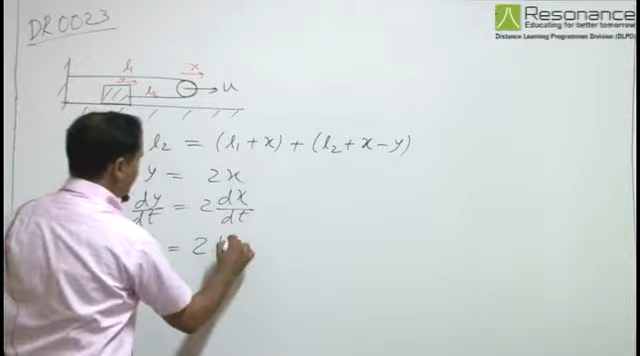 DR0023
Resonance
Educating for better tomorrow
Distance Learning Programmes Division (DLPD)
l₁
x
l₂
u
l₂ = (l₁ + x) + (l₂ + x - y)
y = 2x
dy/dt = 2 dx/dt
= 2